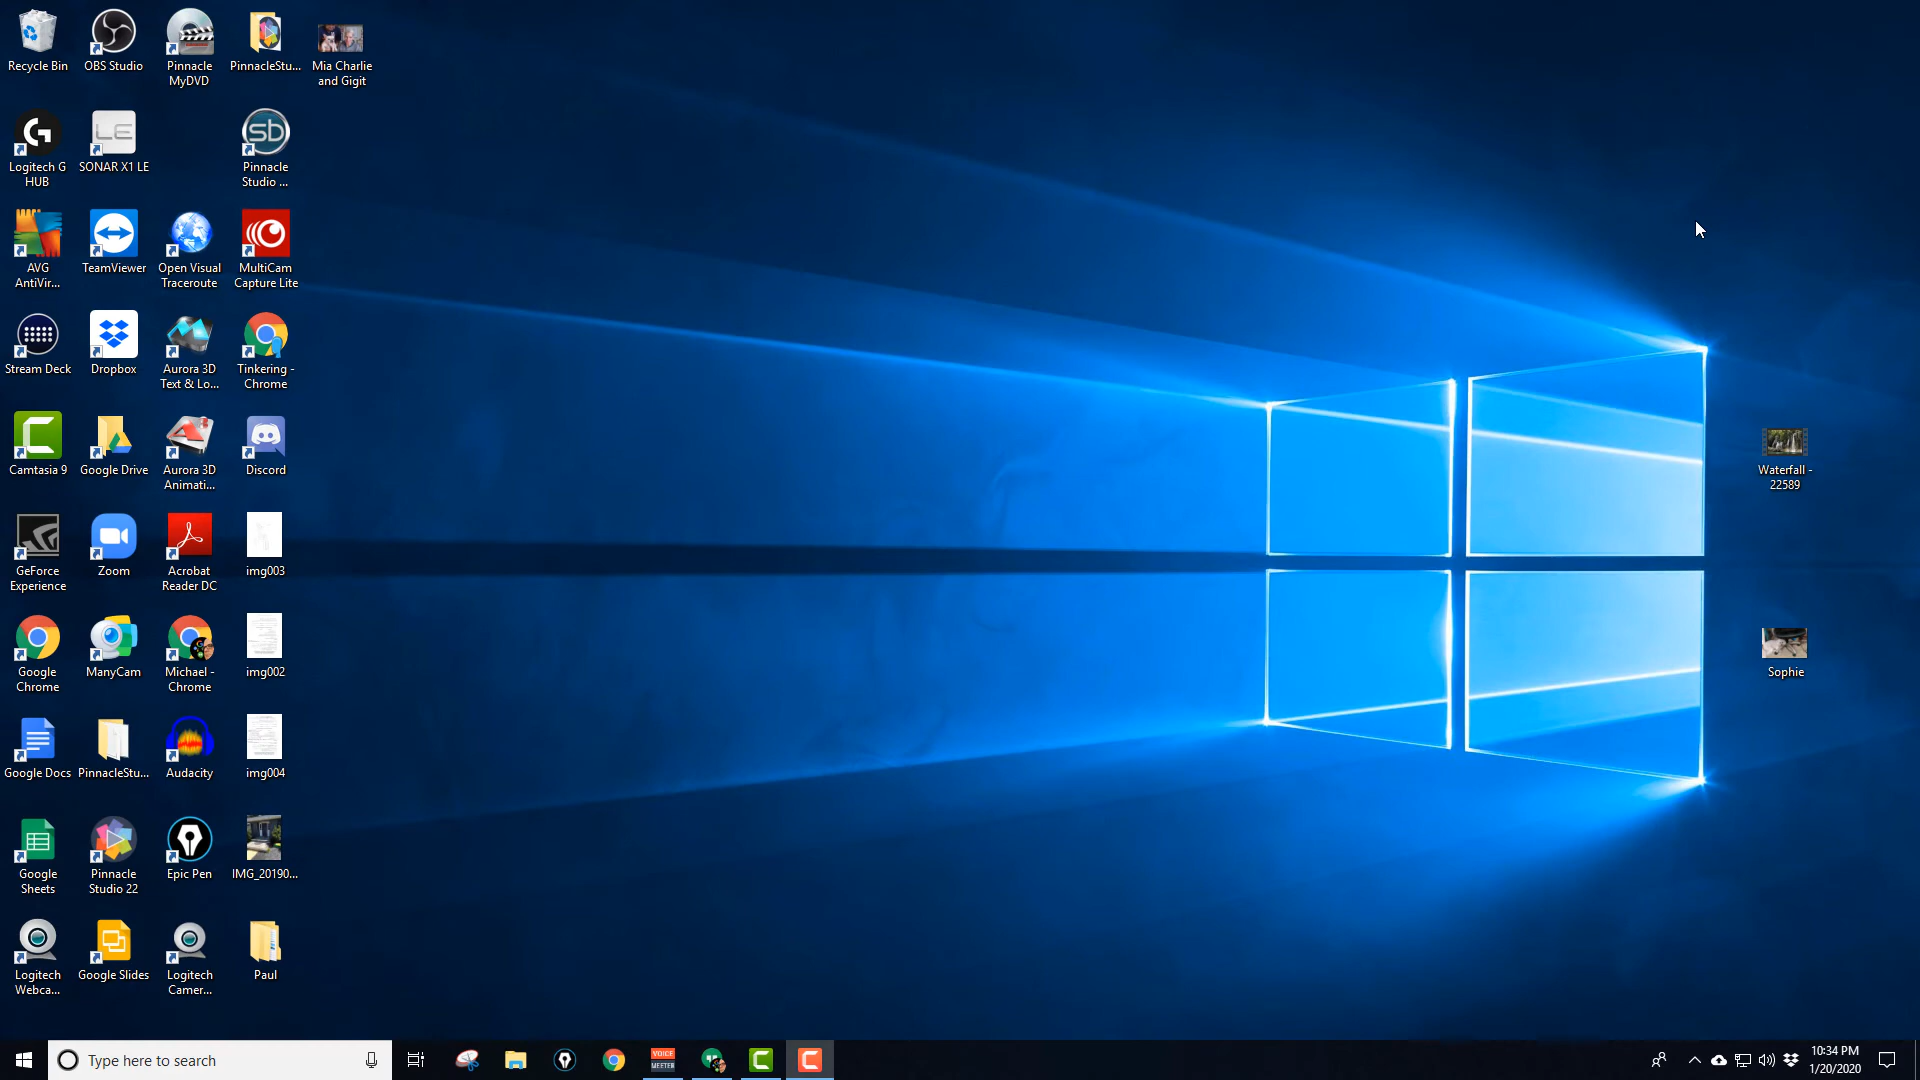 Recycle Bin
OBS Studio
Pinnacle
MyDVD
PinnacleStu...
Mia Charlie
and Gigit
Logitech G
HUB
LE
SONAR X1 LE
sb
Pinnacle
Studio ...
AVG
AntiVir...
TeamViewer
Open Visual
Traceroute
MultiCam
Capture Lite
Stream Deck
Dropbox
Aurora 3D
Text & Lo...
Tinkering -
Chrome
Camtasia 9
Google Drive
Aurora 3D
Animati...
Discord
Waterfall -
22589
GeForce
Experience
Zoom
Acrobat
Reader DC
img003
Google
Chrome
ManyCam
Michael -
Chrome
img002
Sophie
Google Docs
PinnacleStu...
Audacity
img004
Google
Sheets
Pinnacle
Studio 22
Epic Pen
IMG_20190...
Logitech
Webca...
Google Slides
Logitech
Camer...
Paul
Type here to search
VOICE
MEETER
10:34 PM
1/20/2020